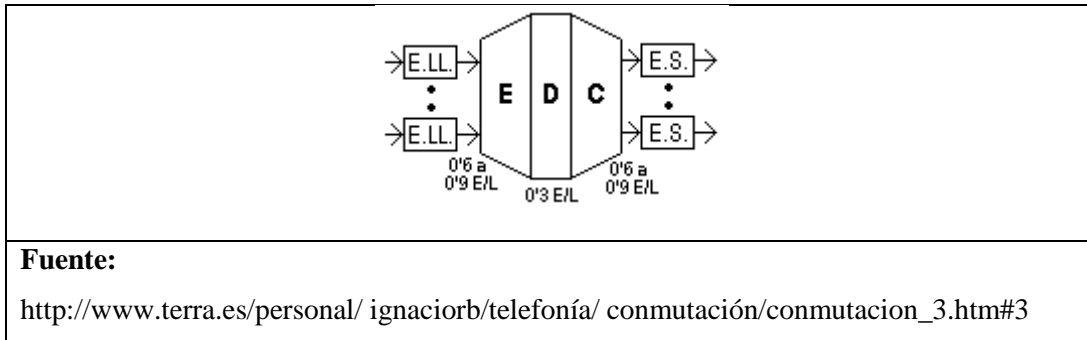 E.LL. E.S.
E D C
E.LL. E.S.
0'6 a 0'6 a
0'9 E/L 0'3 E/L 0'9 E/L
Fuente:
http://www.terra.es/personal/ ignaciorb/telefonía/ conmutación/conmutacion_3.htm#3